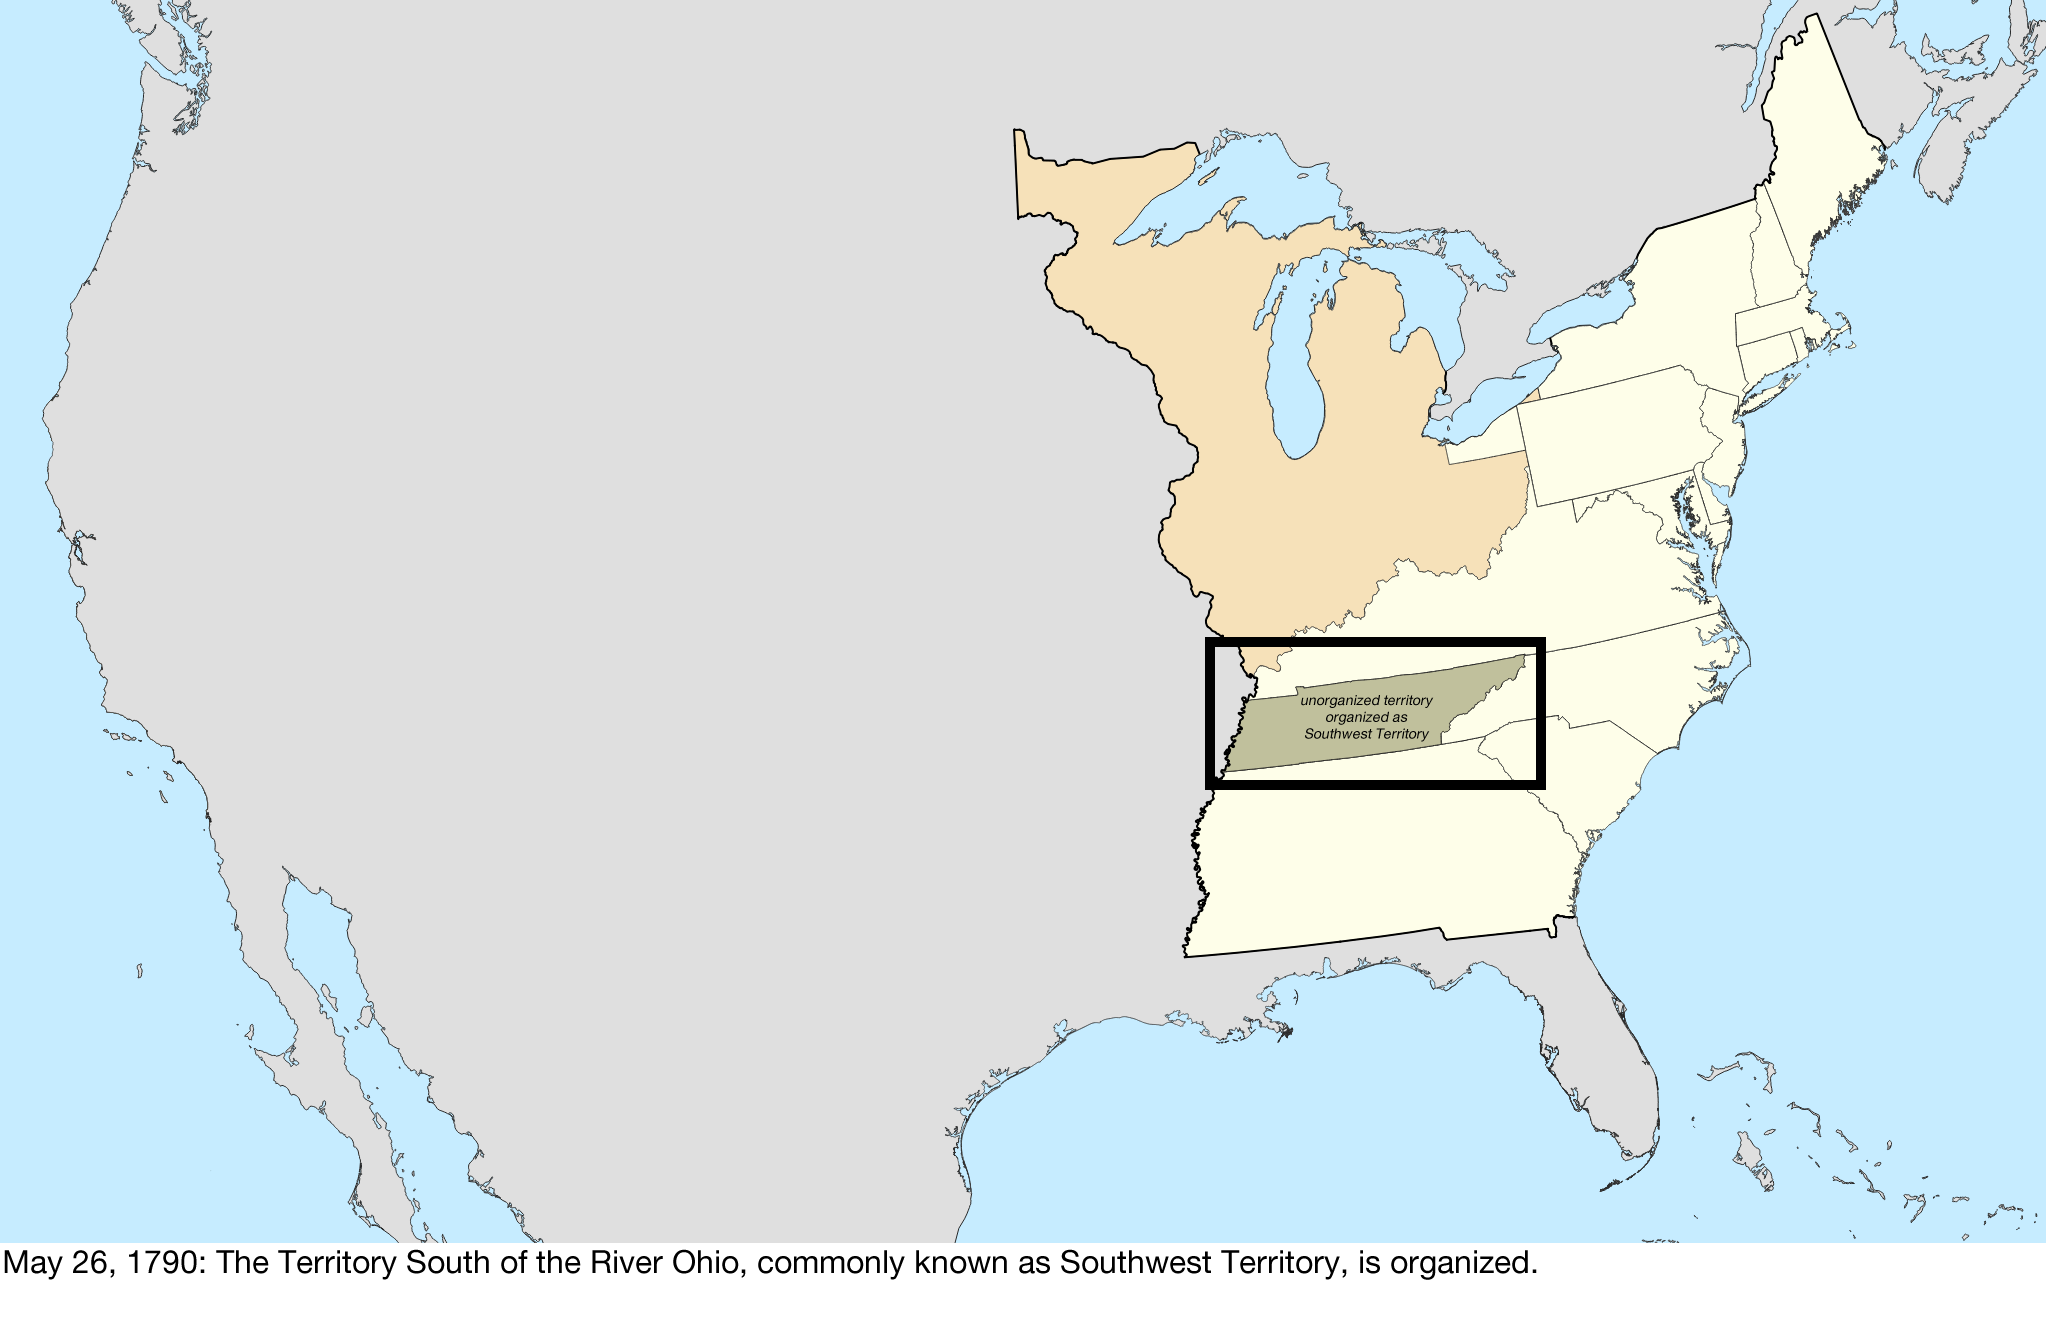 unorganized territory
organized as
Southwest Territory
May 26, 1790: The Territory South of the River Ohio, commonly known as Southwest Territory, is organized.